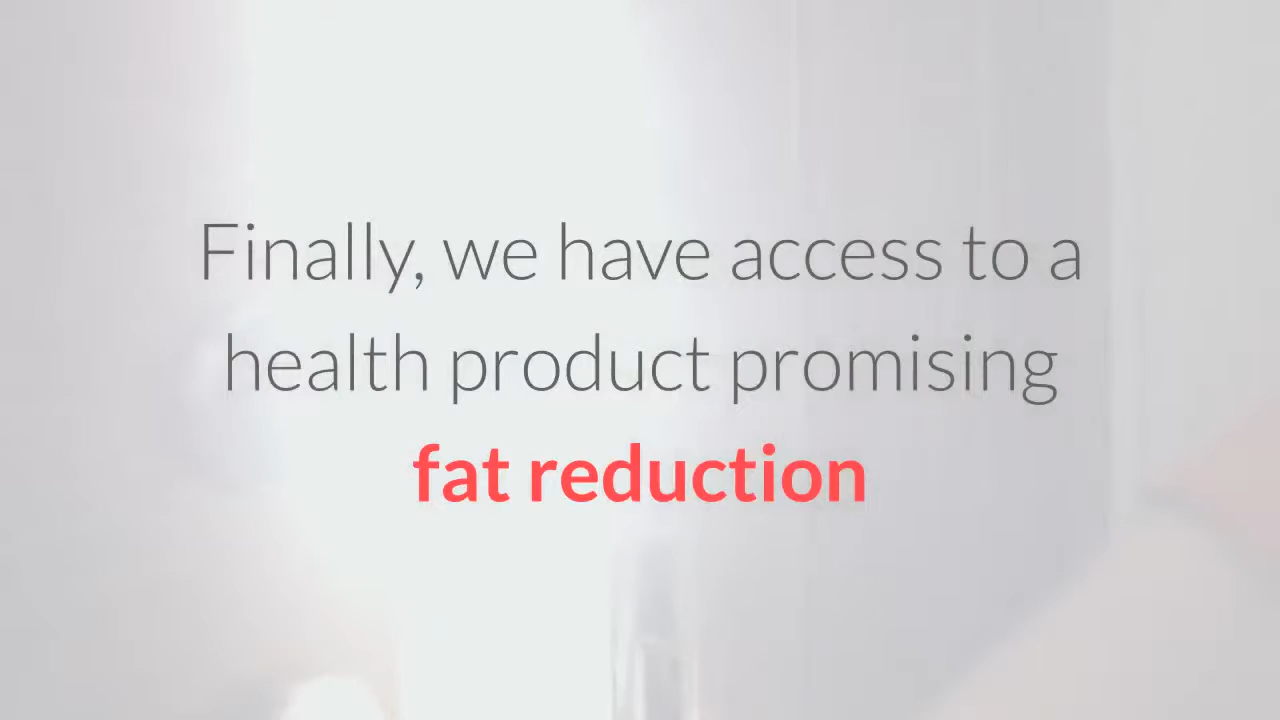 Finally, we have access to a
health product promising
fat reduction